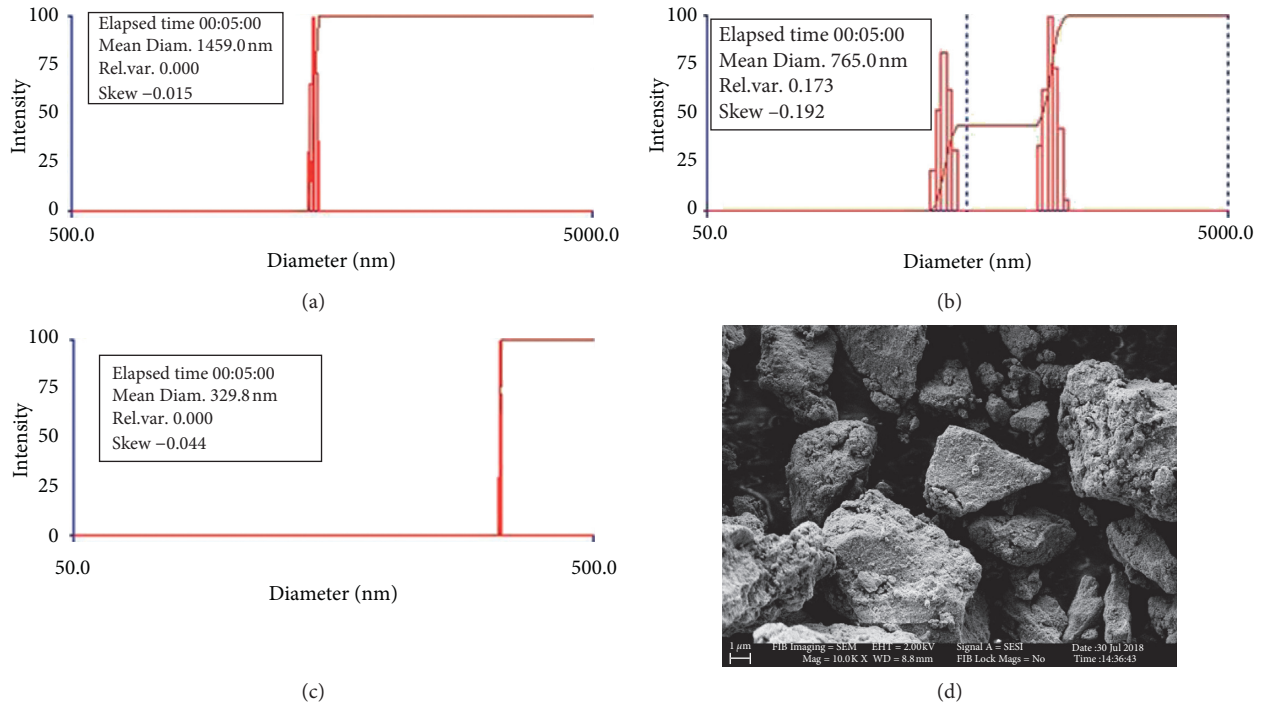 100
75
50
25
0
Intensity
Elapsed time 00:05:00
Mean Diam. 1459.0 nm
Rel.var. 0.000
Skew −0.015
500.0
5000.0
Diameter (nm)
(a)
100
75
50
25
0
Intensity
Elapsed time 00:05:00
Mean Diam. 765.0 nm
Rel.var. 0.173
Skew −0.192
50.0
5000.0
Diameter (nm)
(b)
100
75
50
25
0
Intensity
Elapsed time 00:05:00
Mean Diam. 329.8 nm
Rel.var. 0.000
Skew −0.044
50.0
500.0
Diameter (nm)
(c)
1 µm
FIB Imaging = SEM EHT = 2.00 kV Signal A = SESI Date :30 Jul 2018
Mag = 10.0 K X WD = 8.8 mm FIB Lock Mags = No Time :14:36:43
(d)